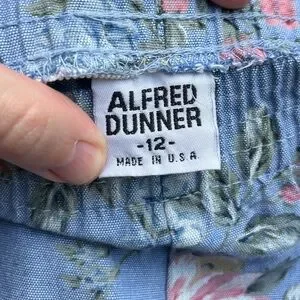 ALFRED
DUNNER
-12-
MADE IN U.S.A.